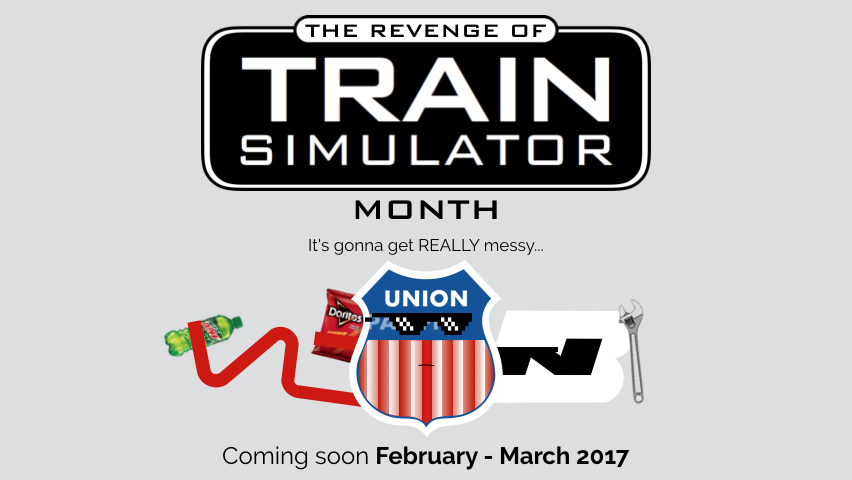 THE REVENGE OF
TRAIN
SIMULATOR
MONTH
It's gonna get REALLY messy...
UNION
Doritos
Coming soon February - March 2017